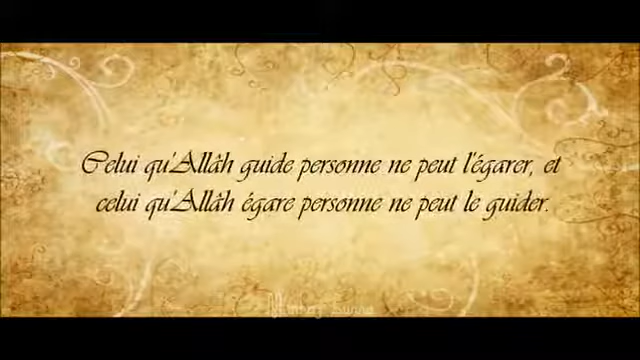 Celui qu'Allâh guide personne ne peut l'égarer, et
celui qu'Allâh égare personne ne peut le guider.